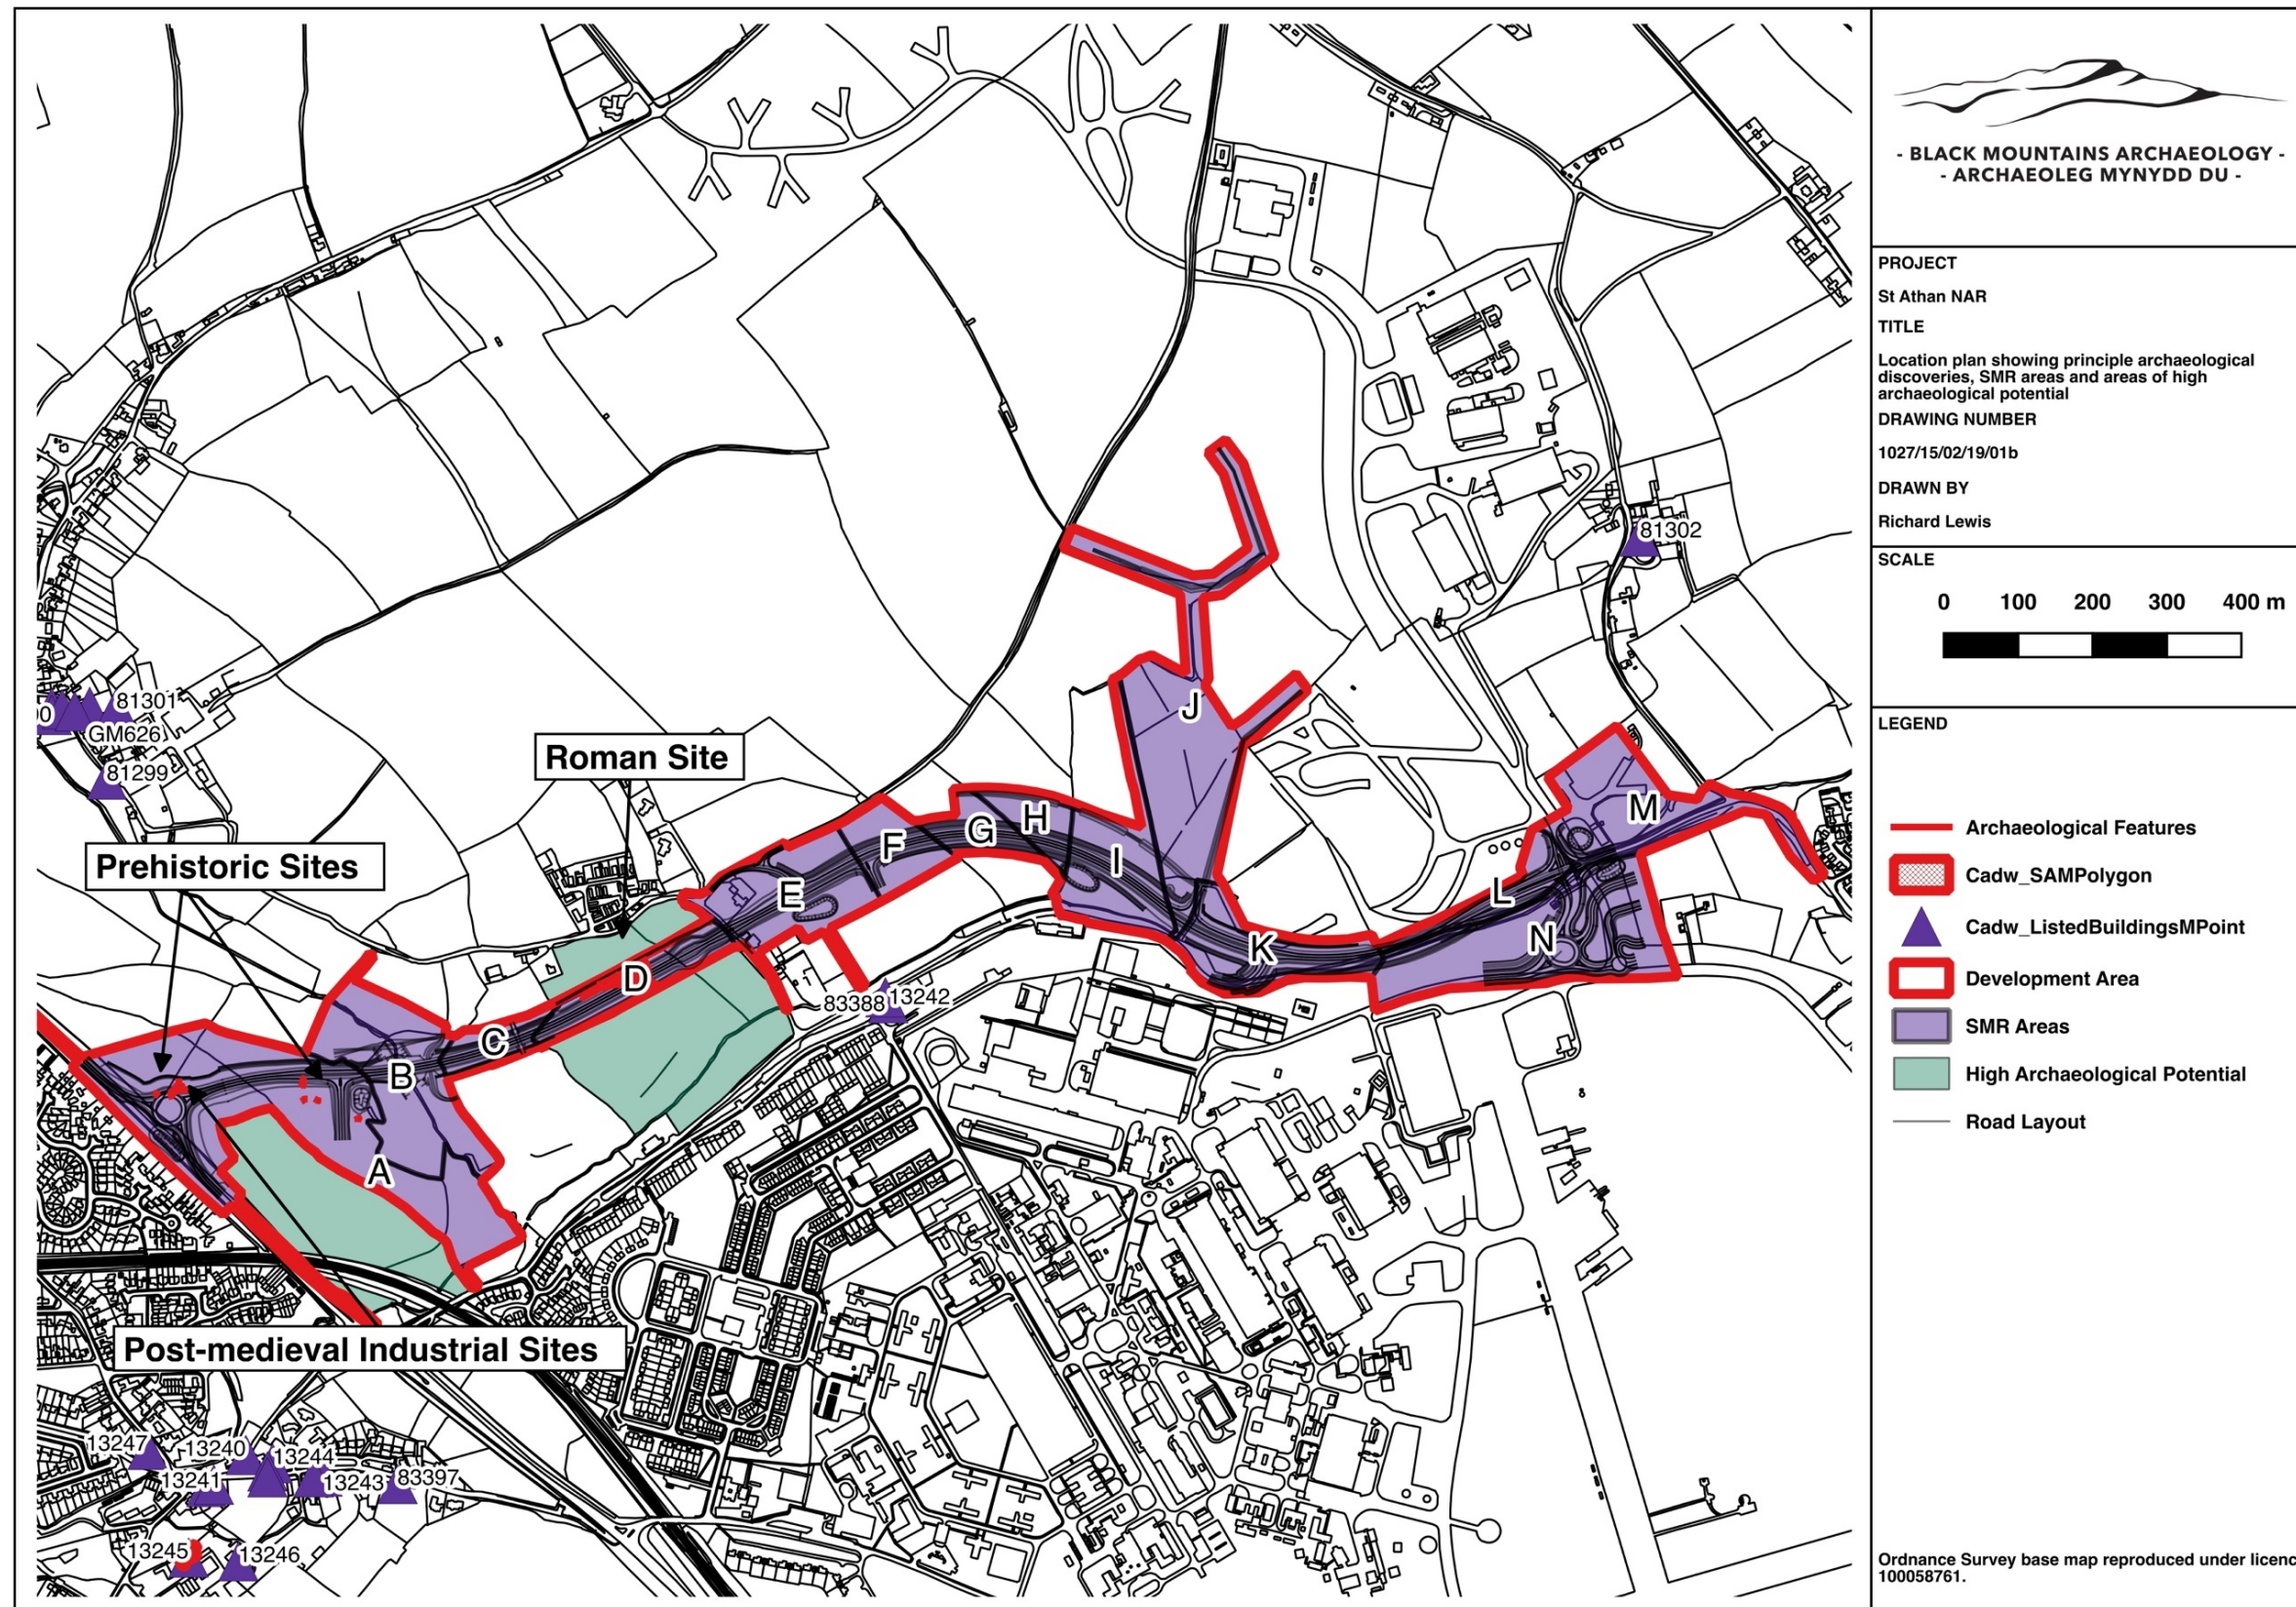 - BLACK MOUNTAINS ARCHAEOLOGY -
- ARCHAEOLEG MYNYDD DU -
PROJECT
St Athan NAR
TITLE
Location plan showing principle archaeological
discoveries, SMR areas and areas of high
archaeological potential
DRAWING NUMBER
1027/15/02/19/01b
DRAWN BY
Richard Lewis
SCALE
0 100 200 300 400 m
LEGEND
Archaeological Features
Cadw_SAMPolygon
Cadw_ListedBuildingsMPoint
Development Area
SMR Areas
High Archaeological Potential
Road Layout
Ordnance Survey base map reproduced under licenc
100058761.
81302
81301
GM626
81299
J
Roman Site
M
H
G
F
I
Prehistoric Sites
E
L
N
K
D
83388
13242
C
B
A
Post-medieval Industrial Sites
13247
13240
13244
13241
13243
83397
13245
13246